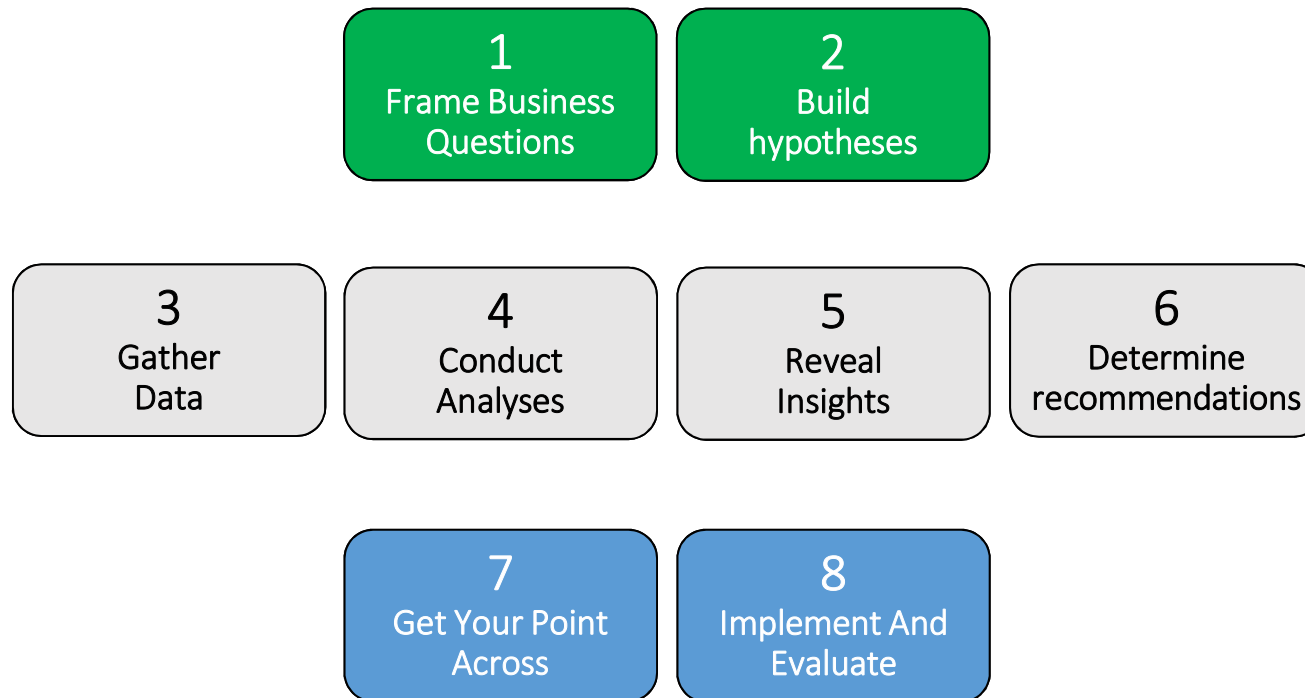 1
Frame Business
Questions
2
Build
hypotheses
3
Gather
Data
4
Conduct
Analyses
5
Reveal
Insights
6
Determine
recommendations
7
Get Your Point
Across
8
Implement And
Evaluate